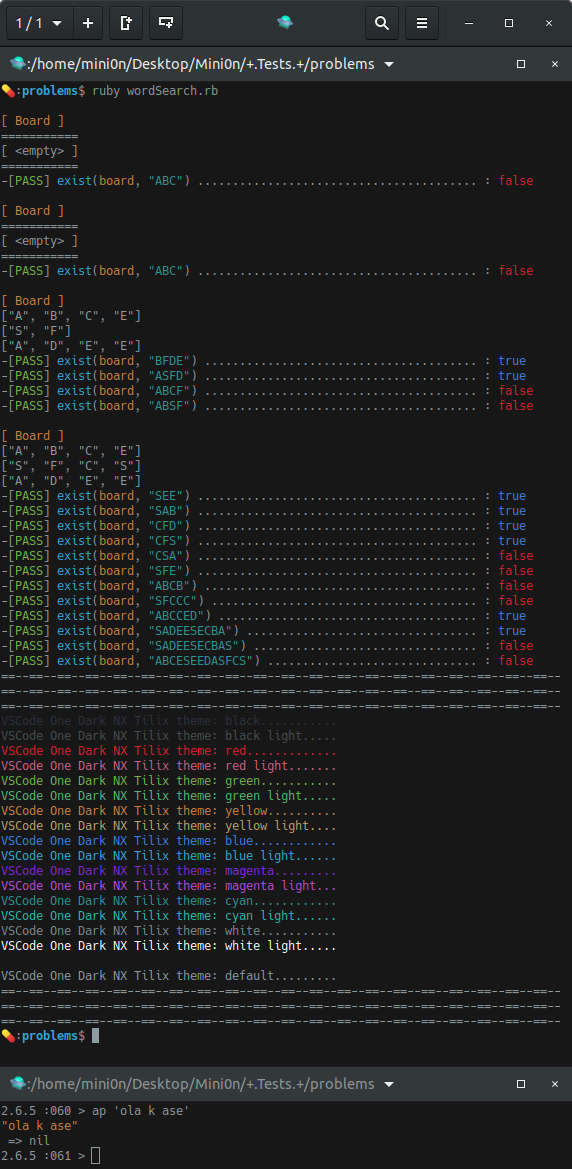 1 / 1
:/home/mini0n/Desktop/Mini0n/+.Tests.+/problems
:problems$ ruby wordSearch.rb
[ Board ]
===========
[ <empty> ]
===========
-[PASS] exist(board, "ABC") ........................................ : false
[ Board ]
===========
[ <empty> ]
===========
-[PASS] exist(board, "ABC") ........................................ : false
[ Board ]
["A", "B", "C", "E"]
["S", "F"]
["A", "D", "E", "E"]
-[PASS] exist(board, "BFDE") ....................................... : true
-[PASS] exist(board, "ASFD") ....................................... : true
-[PASS] exist(board, "ABCF") ....................................... : false
-[PASS] exist(board, "ABSF") ....................................... : false
[ Board ]
["A", "B", "C", "E"]
["S", "F", "C", "S"]
["A", "D", "E", "E"]
-[PASS] exist(board, "SEE") ........................................ : true
-[PASS] exist(board, "SAB") ........................................ : true
-[PASS] exist(board, "CFD") ........................................ : true
-[PASS] exist(board, "CFS") ........................................ : true
-[PASS] exist(board, "CSA") ........................................ : false
-[PASS] exist(board, "SFE") ........................................ : false
-[PASS] exist(board, "ABCB") ....................................... : false
-[PASS] exist(board, "SFCCC") ...................................... : false
-[PASS] exist(board, "ABCCED") ..................................... : true
-[PASS] exist(board, "SADEESECBA") ................................. : true
-[PASS] exist(board, "SADEESECBAS") ................................ : false
-[PASS] exist(board, "ABCESEEDASFCS") .............................. : false
==--==--==--==--==--==--==--==--==--==--==--==--==--==--==--==--==--==--==--==--
==--==--==--==--==--==--==--==--==--==--==--==--==--==--==--==--==--==--==--==--
==--==--==--==--==--==--==--==--==--==--==--==--==--==--==--==--==--==--==--==--
VSCode One Dark NX Tilix theme: black...........
VSCode One Dark NX Tilix theme: black light.....
VSCode One Dark NX Tilix theme: red.............
VSCode One Dark NX Tilix theme: red light.......
VSCode One Dark NX Tilix theme: green...........
VSCode One Dark NX Tilix theme: green light.....
VSCode One Dark NX Tilix theme: yellow..........
VSCode One Dark NX Tilix theme: yellow light....
VSCode One Dark NX Tilix theme: blue............
VSCode One Dark NX Tilix theme: blue light......
VSCode One Dark NX Tilix theme: magenta.........
VSCode One Dark NX Tilix theme: magenta light...
VSCode One Dark NX Tilix theme: cyan............
VSCode One Dark NX Tilix theme: cyan light......
VSCode One Dark NX Tilix theme: white...........
VSCode One Dark NX Tilix theme: white light.....
VSCode One Dark NX Tilix theme: default.........
==--==--==--==--==--==--==--==--==--==--==--==--==--==--==--==--==--==--==--==--
==--==--==--==--==--==--==--==--==--==--==--==--==--==--==--==--==--==--==--==--
==--==--==--==--==--==--==--==--==--==--==--==--==--==--==--==--==--==--==--==--
:problems$
:/home/mini0n/Desktop/Mini0n/+.Tests.+/problems
2.6.5 :060 > ap 'ola k ase'
"ola k ase"
=> nil
2.6.5 :061 >